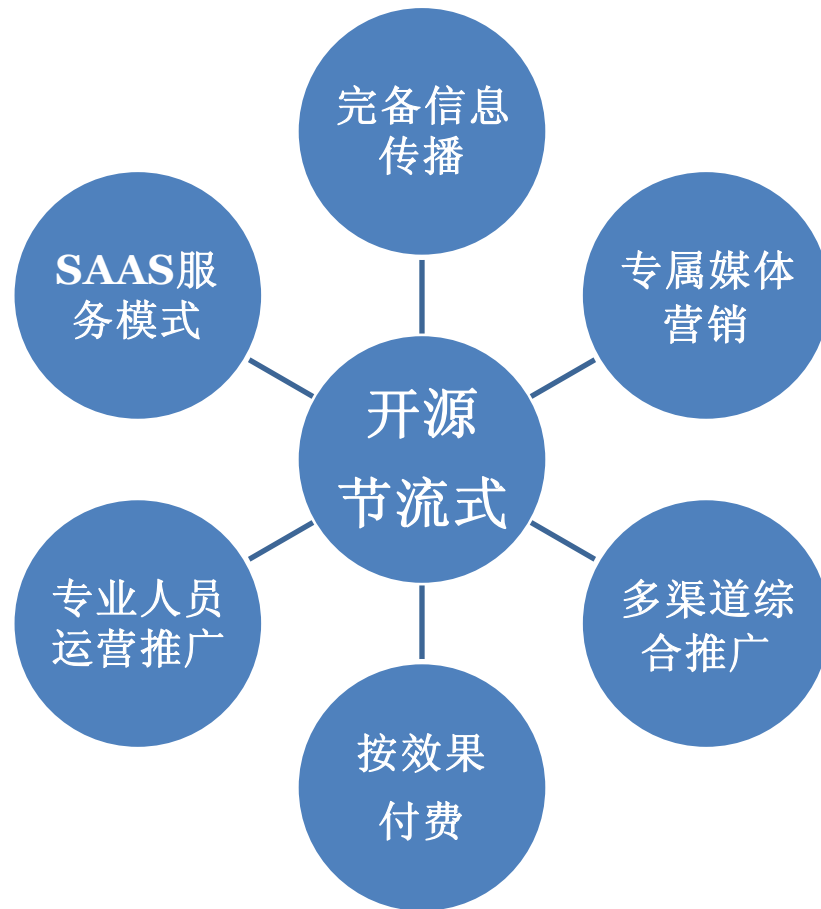 完备信息
传播
SAAS服
务模式
专属媒体
营销
开源
节流式
专业人员
运营推广
多渠道综
合推广
按效果
付费